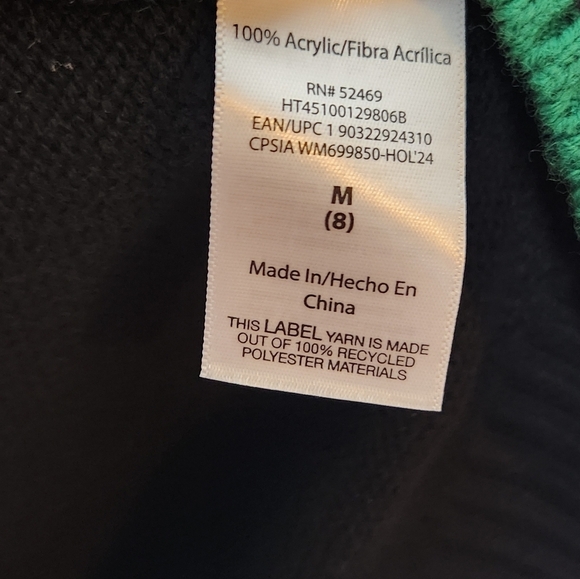 100% Acrylic/Fibra Acrílica
RN# 52469
HT45100129806B
EAN/UPC 1 90322924310
CPSIA WM699850-HOL'24
M
(8)
Made In/Hecho En
China
THIS LABEL YARN IS MADE
OUT OF 100% RECYCLED
POLYESTER MATERIALS